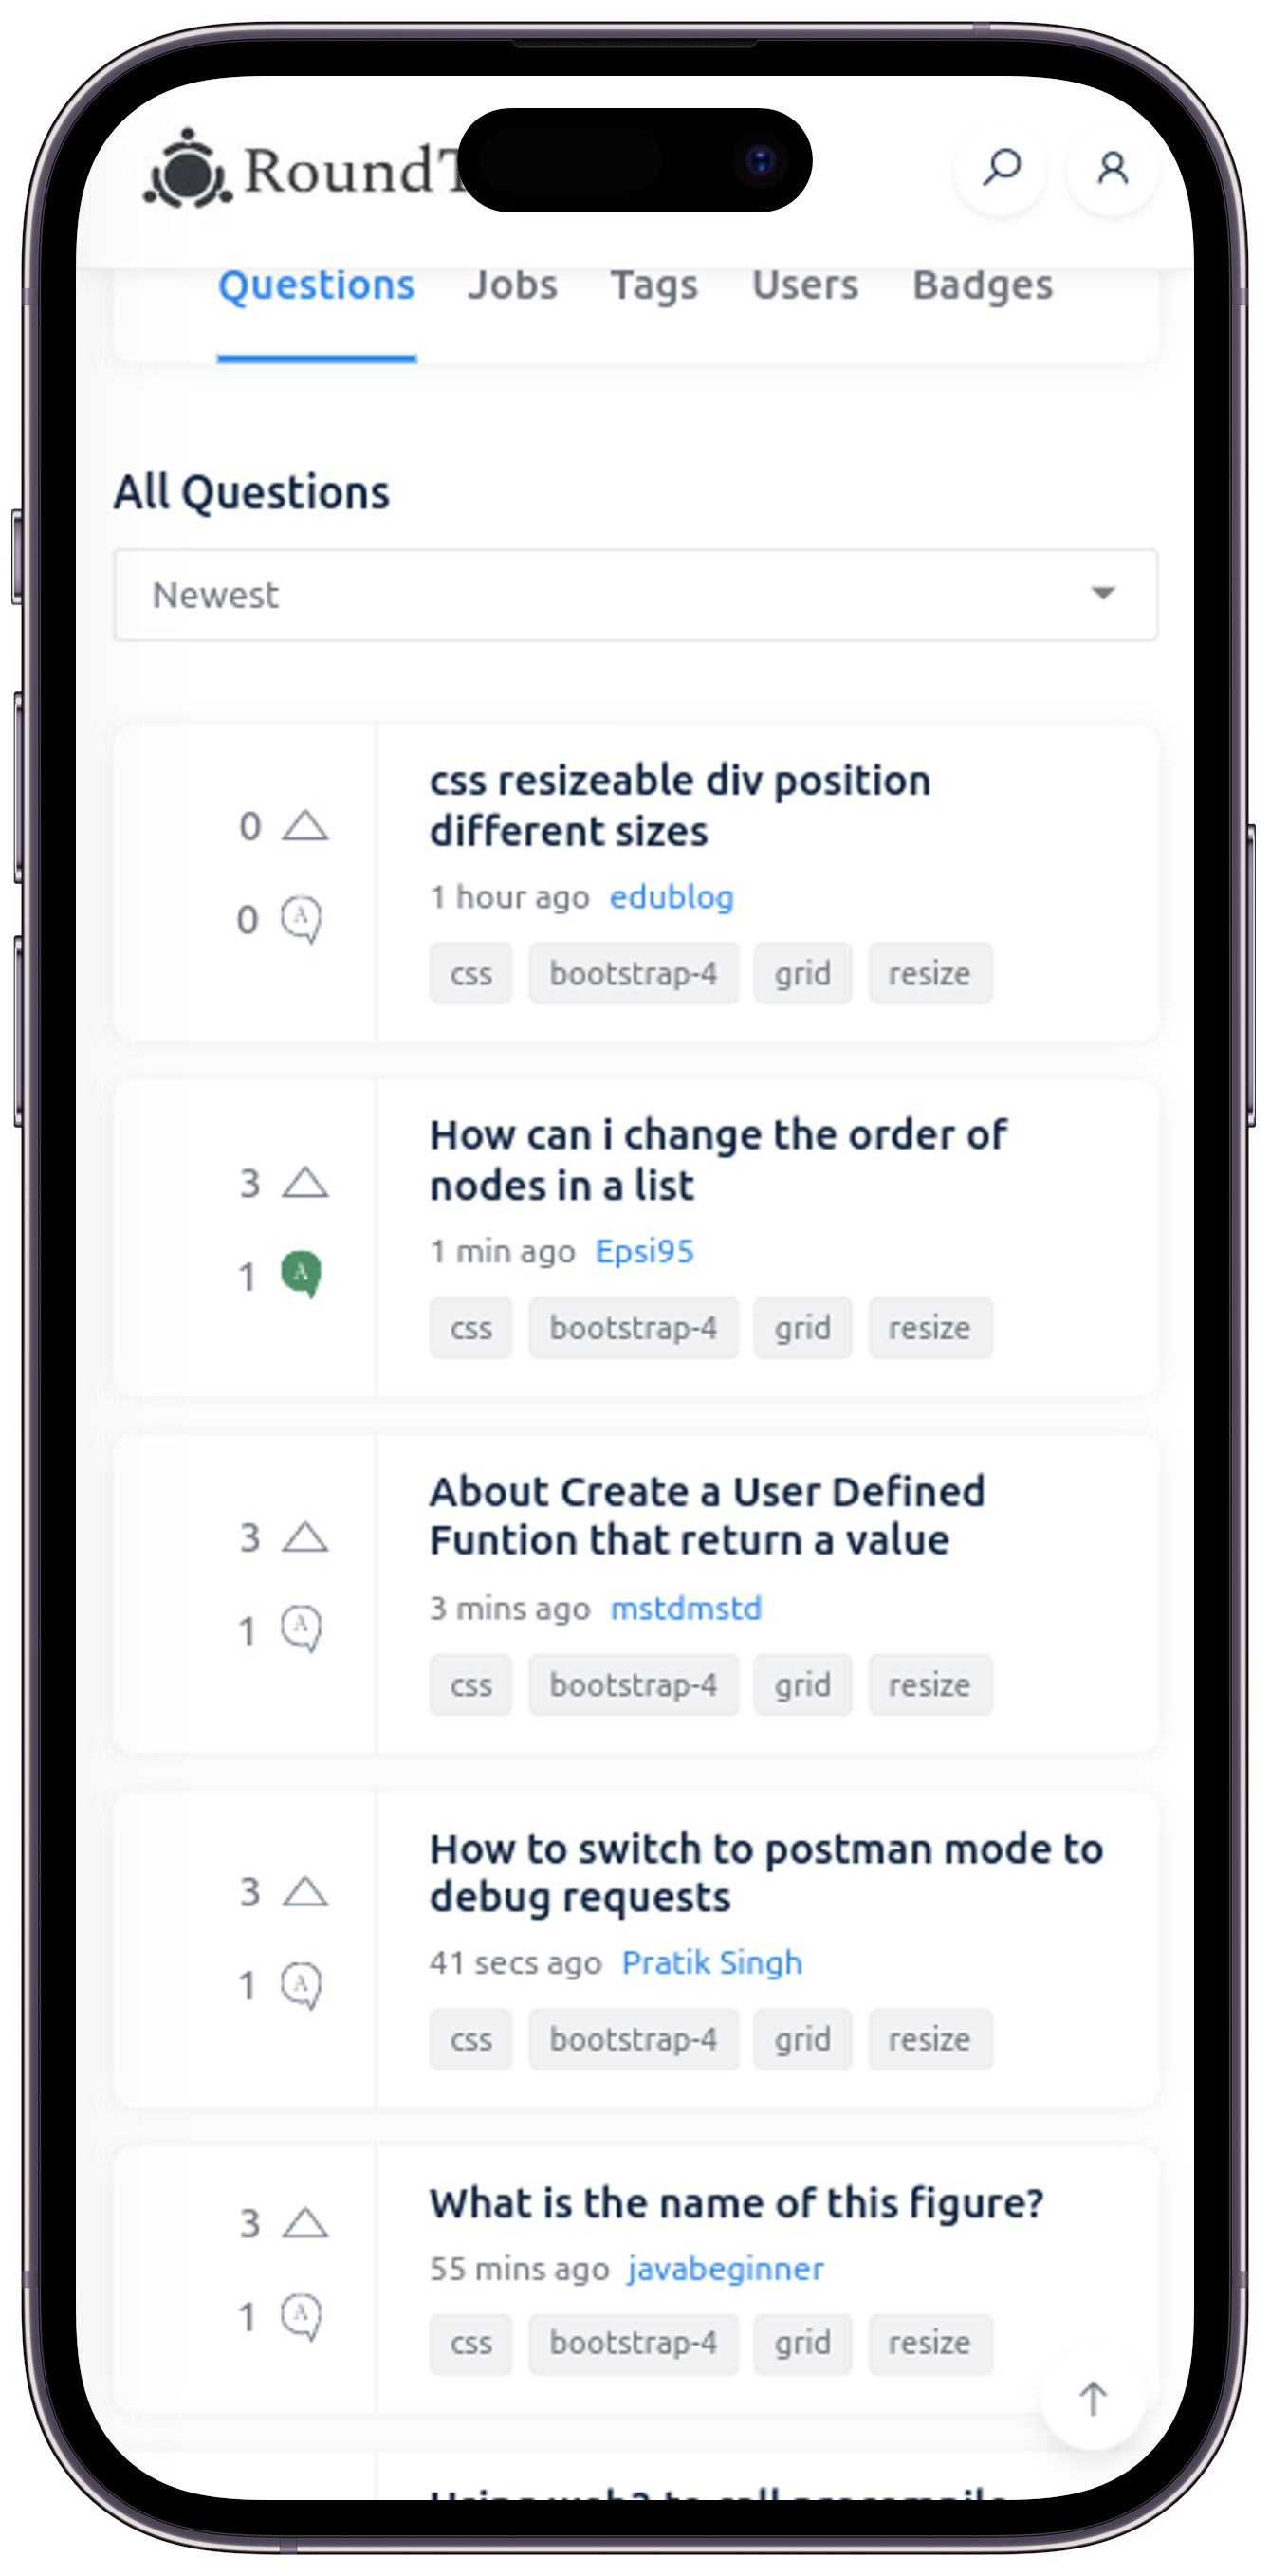 RoundT
Questions Jobs Tags Users Badges
All Questions
Newest
0
css resizeable div position
different sizes
0 A
1 hour ago edublog
css bootstrap-4 grid resize
3
How can i change the order of
nodes in a list
1 A
1 min ago Epsi95
css bootstrap-4 grid resize
3
About Create a User Defined
Funtion that return a value
1 A
3 mins ago mstdmstd
css bootstrap-4 grid resize
3
How to switch to postman mode to
debug requests
1 A
41 secs ago Pratik Singh
css bootstrap-4 grid resize
3
What is the name of this figure?
1 A
55 mins ago javabeginner
css bootstrap-4 grid resize
Using web3 to call precompile